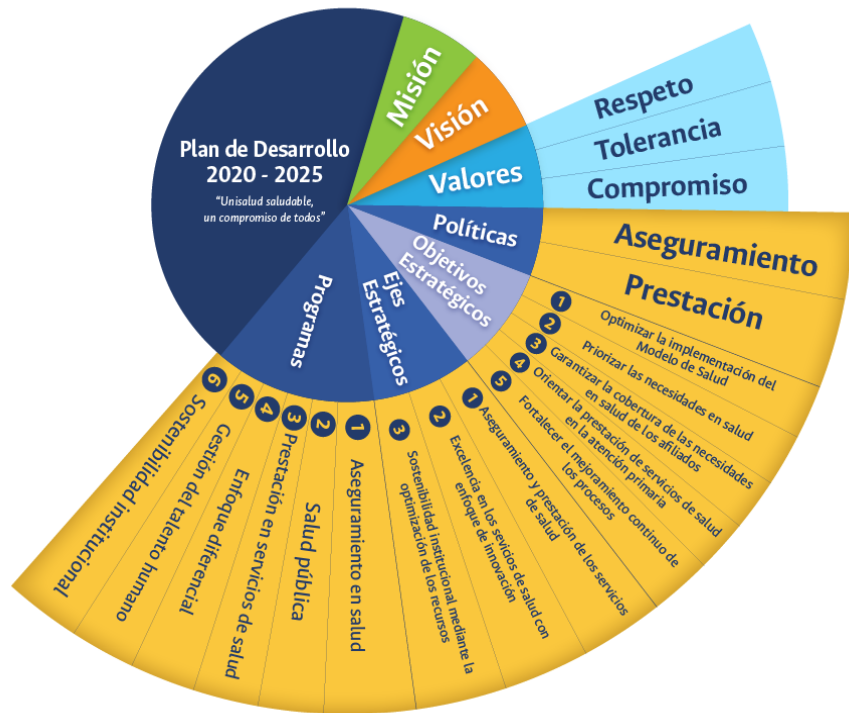 Plan de Desarrollo
2020 - 2025
“Unisalud saludable,
un compromiso de todos”
Misión
Visión
Valores
Respeto
Tolerancia
Compromiso
Políticas
Aseguramiento
Prestación
Objetivos
Estratégicos
1
Optimizar la implementación del
Modelo de Salud
2
Priorizar las necesidades en salud
3
Garantizar la cobertura de las necesidades
en salud de los afiliados
4
Orientar la prestación de servicios de salud
en la atención primaria
5
Fortalecer el mejoramiento continuo de
los procesos
Ejes
Estratégicos
1
Aseguramiento y prestación de los servicios
de salud
2
Excelencia en los sevicios de salud con
enfoque de innovación
3
Sostenibilidad institucional mediante la
optimización de los recursos
Programas
1
Aseguramiento en salud
2
Salud pública
3
Prestación en servicios de salud
4
Enfoque diferencial
5
Gestión del talento humano
6
Sostenibilidad institucional